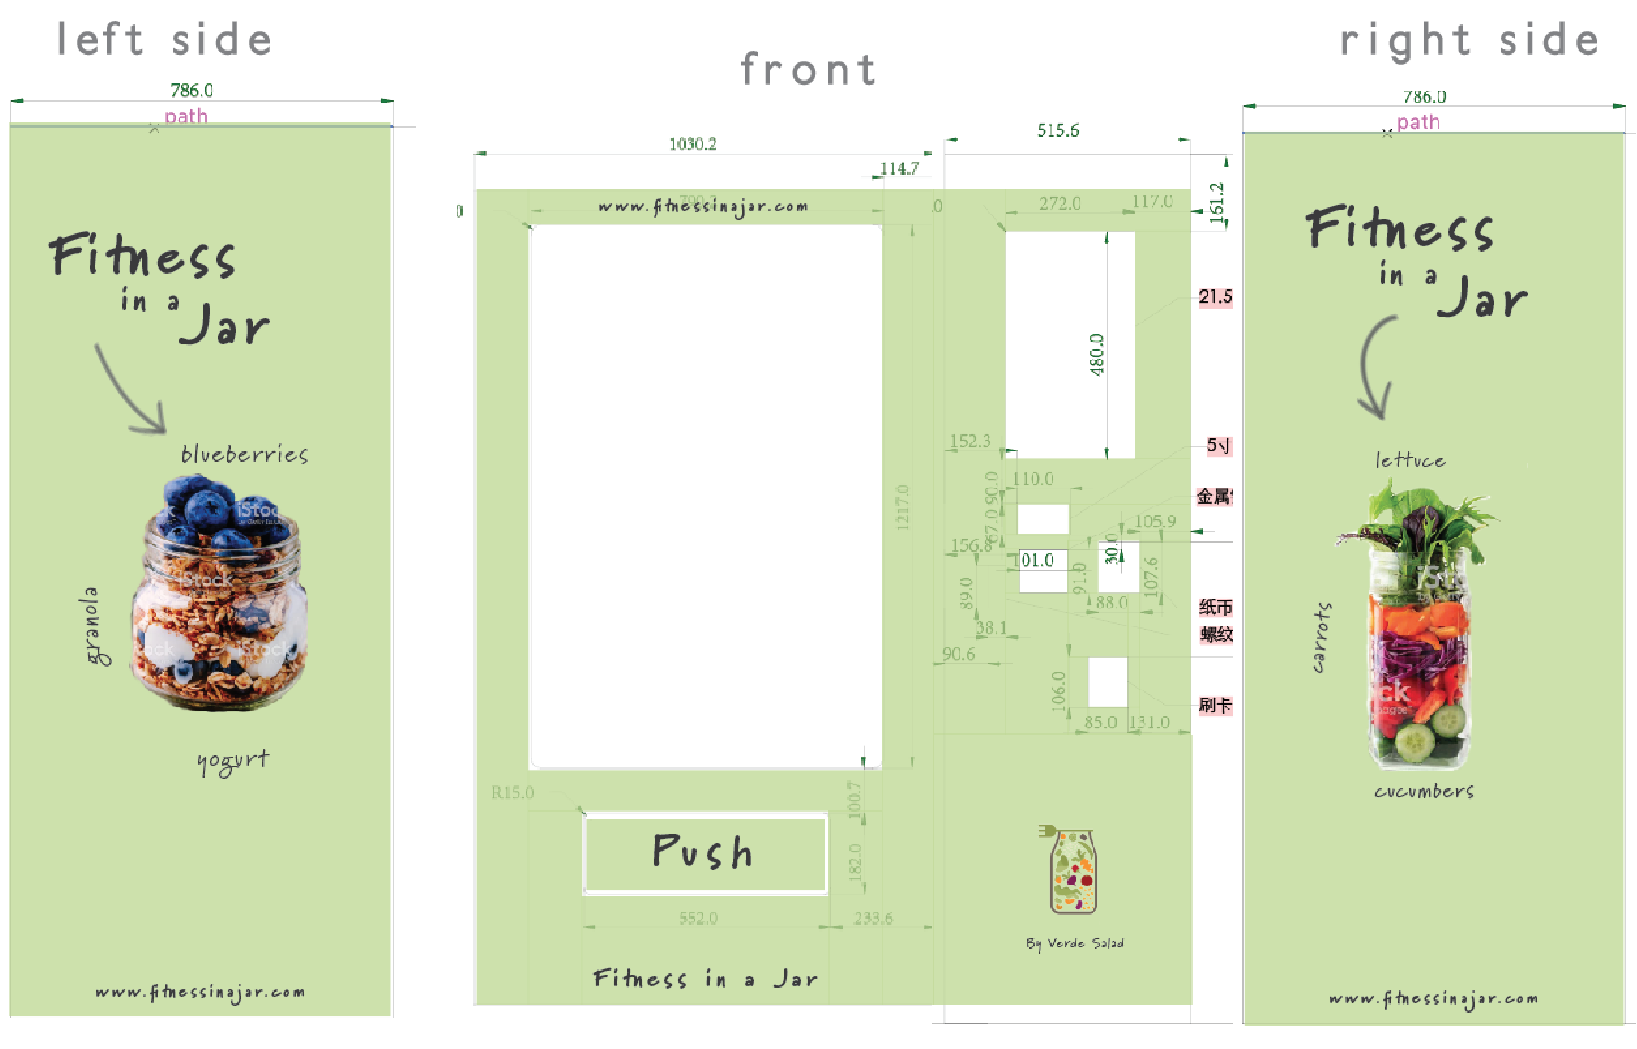 left side
786.0
path
Fitness
in a
Jar
blueberries
granola
yogurt
www.fitnessinajar.com
front
1030.2
114.7
www.fitnessinajar.com
1217.0
R15.0
100.7
Push
182.0
552.0
233.6
Fitness in a Jar
515.6
272.0
117.0
161.2
21.5
480.0
152.3
5寸
110.0
90.0
金属
67.0
105.9
156.8
101.0
30.0
91.0
107.6
89.0
88.0
纸币
38.1
螺纹
90.6
106.0
刷卡
85.0
131.0
By Verde Salad
right side
786.0
path
Fitness
in a
Jar
lettuce
carrots
cucumbers
www.fitnessinajar.com
iStock
iStock